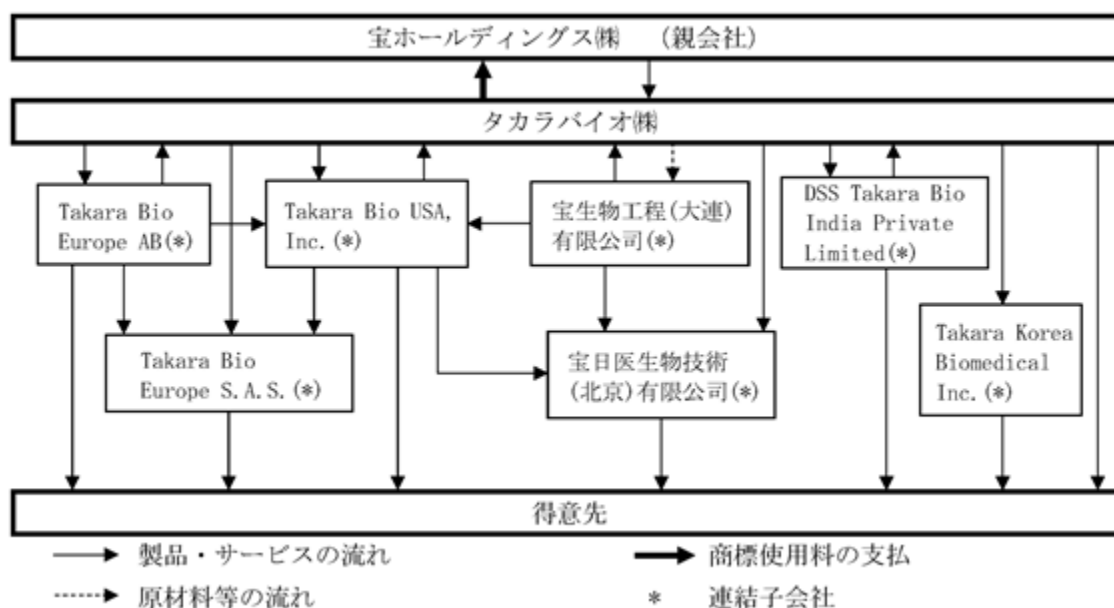 宝ホールディングス㈱　(親会社)
タカラバイオ㈱
Takara Bio
Europe AB(*)
Takara Bio USA,
Inc.(*)
宝生物工程(大連)
有限公司(*)
DSS Takara Bio
India Private
Limited(*)
Takara Bio
Europe S.A.S.(*)
宝日医生物技術
(北京)有限公司(*)
Takara Korea
Biomedical
Inc.(*)
得意先
製品・サービスの流れ
商標使用料の支払
原材料等の流れ
* 連結子会社